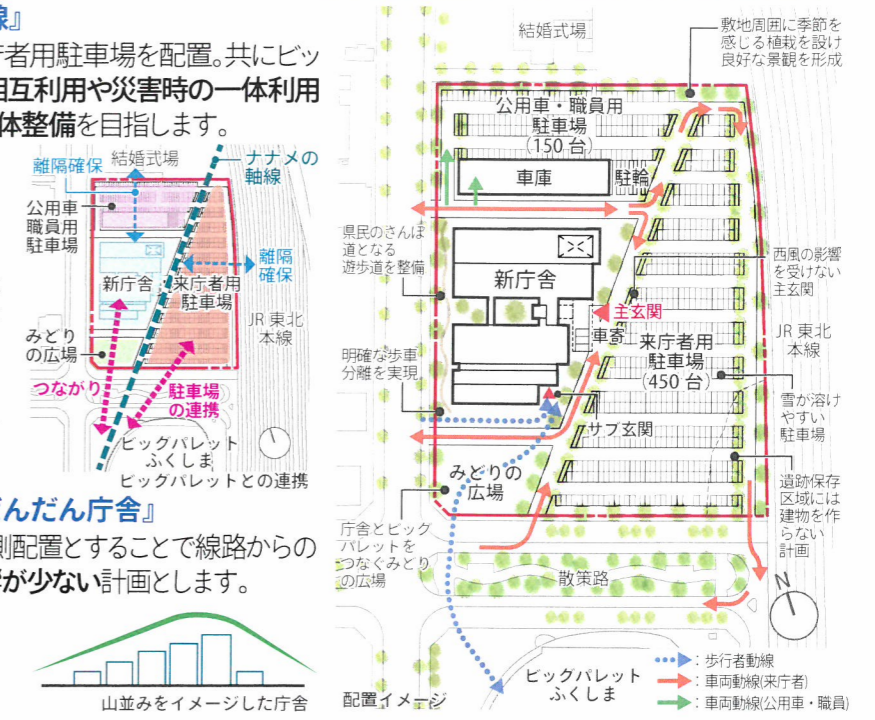 線』
庁者用駐車場を配置。共にビッ
相互利用や災害時の一体利用
体整備を目指します。
離隔確保
結婚式場
ナナメの
軸線
公用車
職員用
駐車場
離隔
確保
新庁舎
来庁者用
駐車場
みどり
の広場
JR 東北
本線
つながり
駐車場
の連携
ビッグパレット
ふくしま
ビッグパレットとの連携
だんだん庁舎』
側配置とすることで線路からの
響が少ない計画とします。
山並みをイメージした庁舎
結婚式場
敷地周囲に季節を
感じる植栽を設け
良好な景観を形成
公用車・職員用
駐車場
(150 台)
車庫
駐輪
県民のさんぽ
道となる
遊歩道を整備
新庁舎
西風の影響
を受けない
主玄関
主玄関
車寄
来庁者用
駐車場
(450 台)
JR 東北
本線
明確な歩車
分離を実現
雪が溶け
やすい
駐車場
サブ玄関
みどりの
広場
遺跡保存
区域には
建物を作
らない
計画
庁舎とビッグ
パレットを
つなぐみどり
の広場
散策路
N
ビッグパレット
ふくしま
配置イメージ
：歩行者動線
：車両動線(来庁者)
：車両動線(公用車・職員)